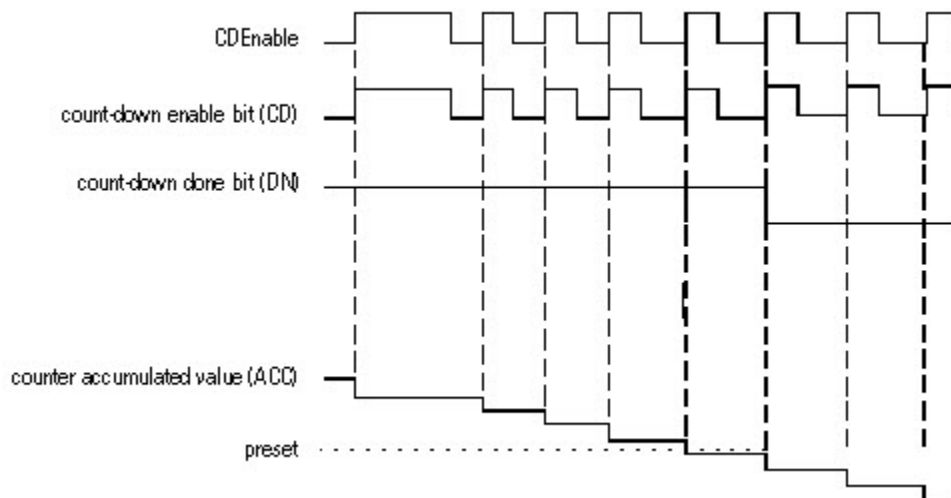 CDEnable
count-down enable bit (CD)
count-down done bit (DN)
counter accumulated value (ACC)
preset